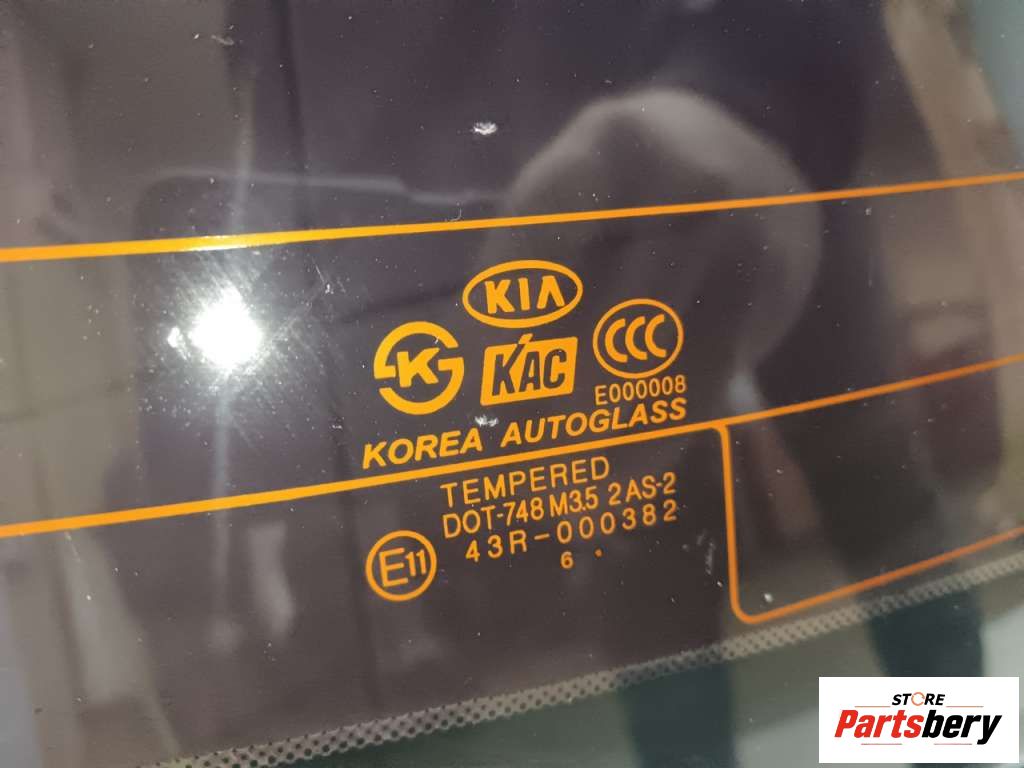 KIA
K
KAC
CCC
E000008
KOREA AUTOGLASS
TEMPERED
DOT-748 M3.5 2AS-2
E11
43R-000382
6 .
STORE
Partsbery